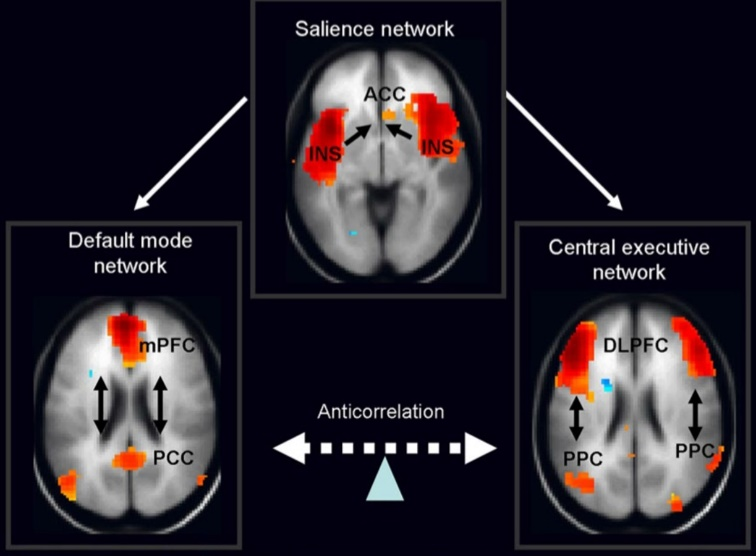 Salience network
ACC
INS
INS
Default mode
network
mPFC
PCC
Anticorrelation
Central executive
network
DLPFC
PPC
PPC